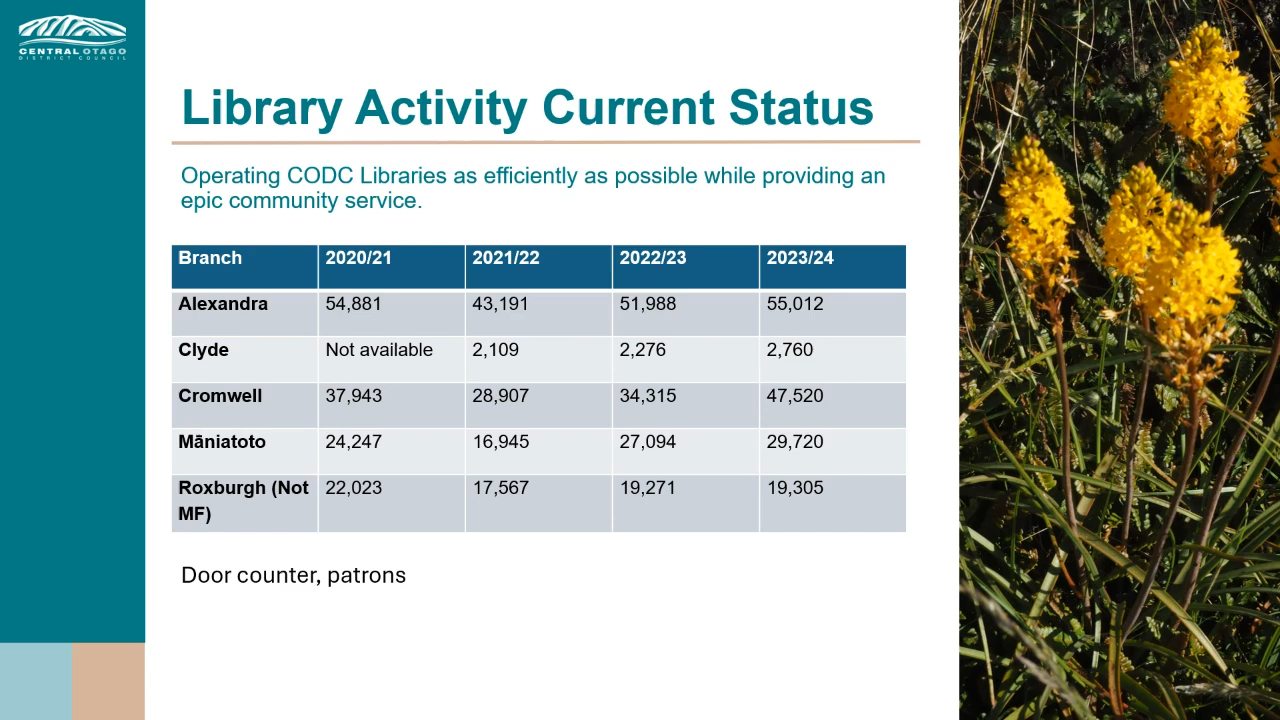 CENTRAL OTAGO
DISTRICT COUNCIL
Library Activity Current Status
Operating CODC Libraries as efficiently as possible while providing an
epic community service.
Branch 2020/21 2021/22 2022/23 2023/24
Alexandra 54,881 43,191 51,988 55,012
Clyde Not available 2,109 2,276 2,760
Cromwell 37,943 28,907 34,315 47,520
Māniatoto 24,247 16,945 27,094 29,720
Roxburgh (Not 22,023 17,567 19,271 19,305
MF)
Door counter, patrons